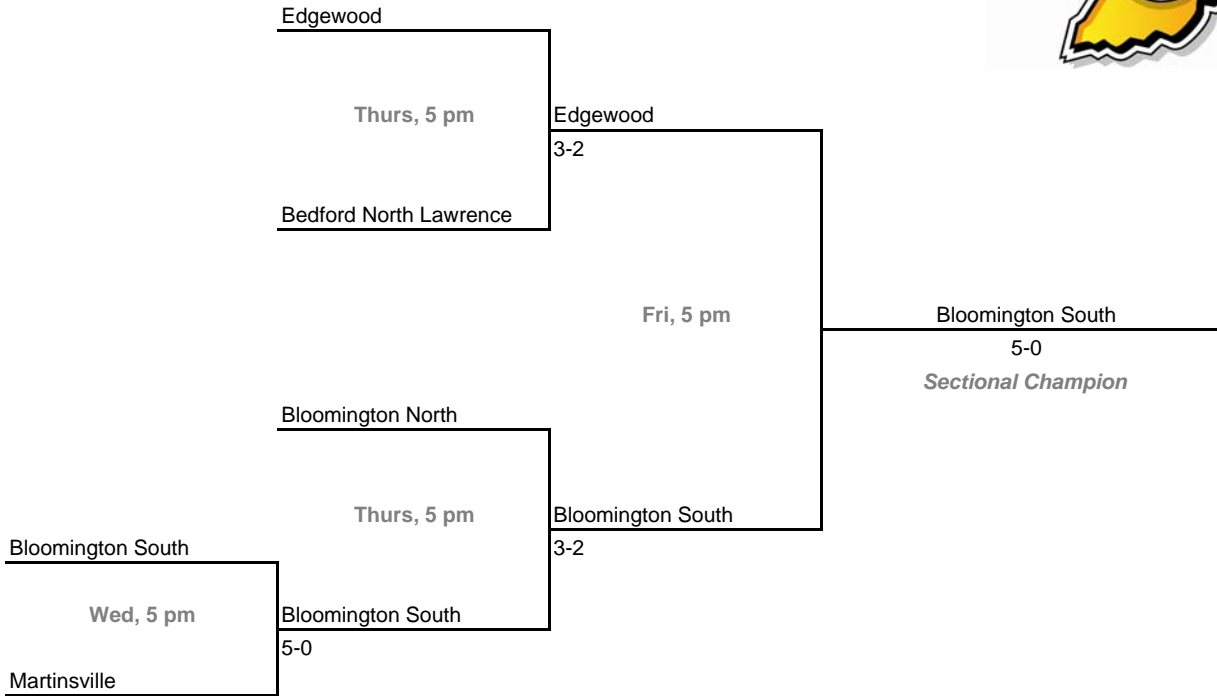 Edgewood
Thurs, 5 pm
Edgewood
3-2
Bedford North Lawrence
Fri, 5 pm
Bloomington South
5-0
Sectional Champion
Bloomington North
Thurs, 5 pm
Bloomington South
3-2
Bloomington South
Wed, 5 pm
Bloomington South
5-0
Martinsville